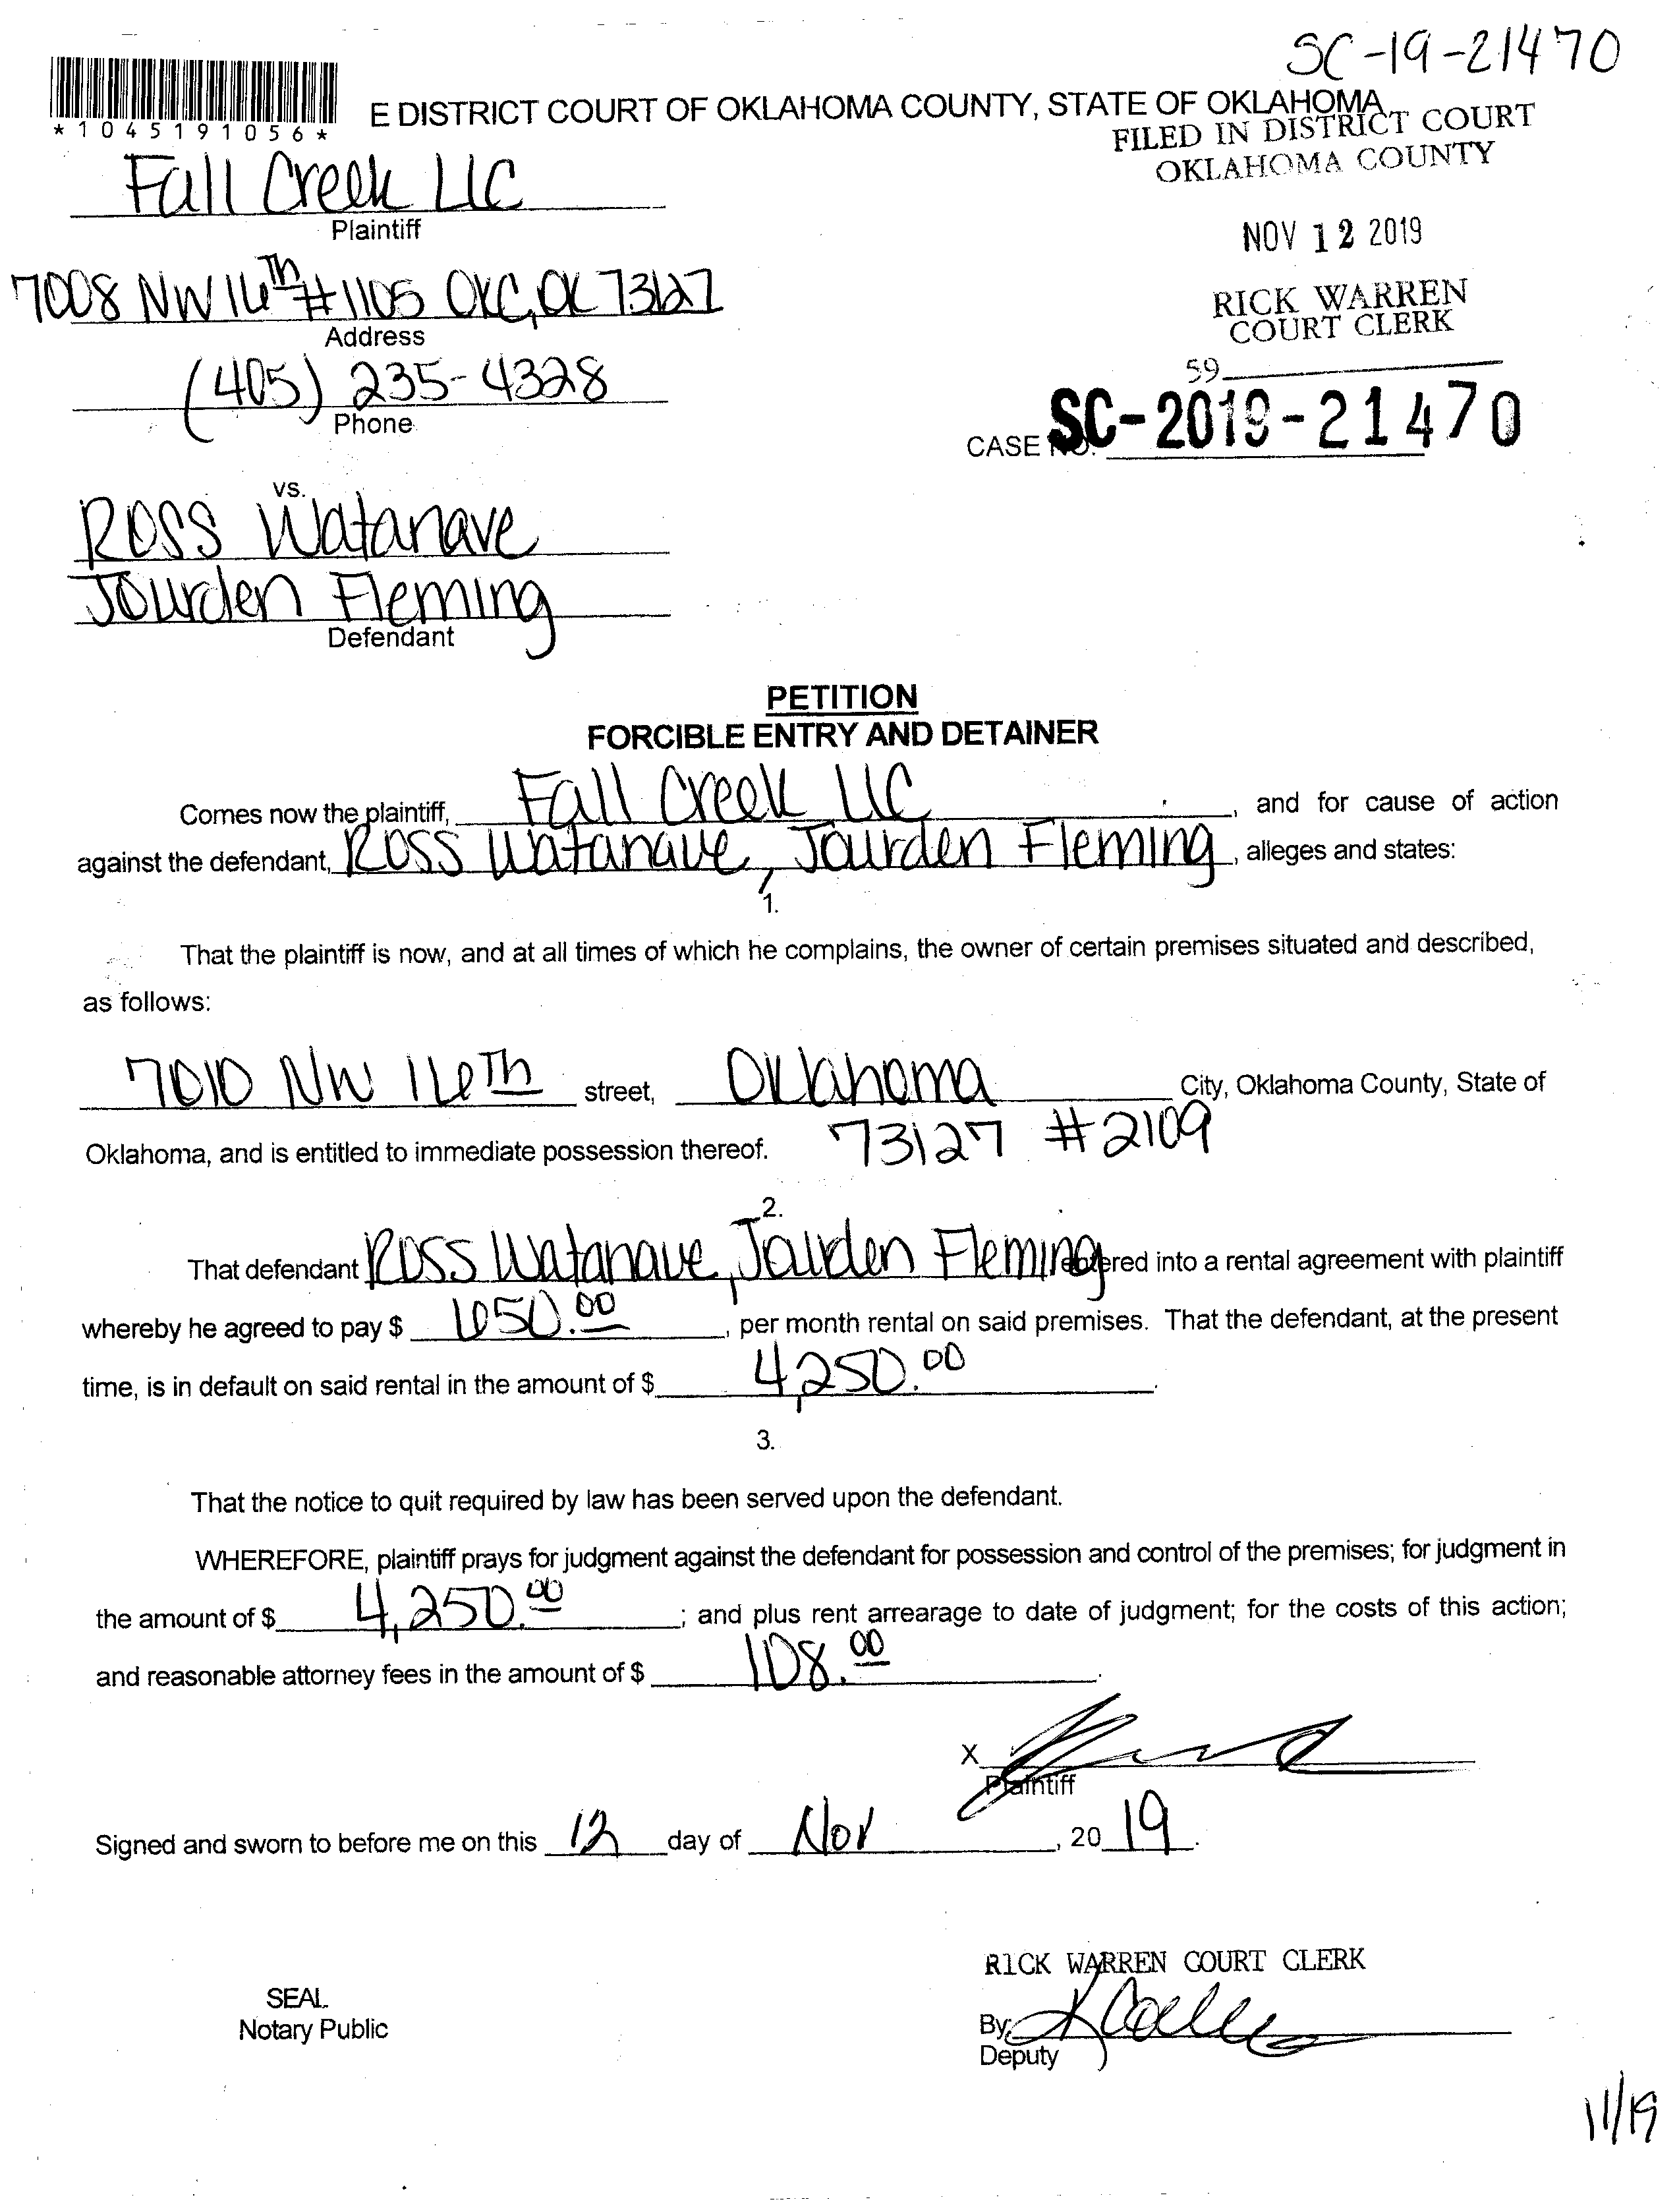 SC-19-21470
E DISTRICT COURT OF OKLAHOMA COUNTY, STATE OF OKLAHOMA
*1045191056*
FILED IN DISTRICT COURT
OKLAHOMA COUNTY
Fall Creek LLC
Plaintiff
NOV 12 2019
7008 NW 16th #1105 OKC, OK 73127
Address
RICK WARREN
COURT CLERK
(405) 235-4328
Phone
59
CASE NO. SC-2019-21470
vs.
Ross Watanave
Jourden Fleming
Defendant
PETITION
FORCIBLE ENTRY AND DETAINER
Comes now the plaintiff, Fall Creek LLC, and for cause of action
against the defendant, Ross Watanave, Jourden Fleming, alleges and states:
1.
That the plaintiff is now, and at all times of which he complains, the owner of certain premises situated and described,
as follows:
7010 NW 16th street, Oklahoma City, Oklahoma County, State of
Oklahoma, and is entitled to immediate possession thereof. 73127 #2109
2.
That defendant Ross Watanave, Jourden Fleming entered into a rental agreement with plaintiff
whereby he agreed to pay $ 650.00, per month rental on said premises. That the defendant, at the present
time, is in default on said rental in the amount of $ 4,250.00.
3.
That the notice to quit required by law has been served upon the defendant.
WHEREFORE, plaintiff prays for judgment against the defendant for possession and control of the premises; for judgment in
the amount of $ 4,250.00; and plus rent arrearage to date of judgment; for the costs of this action;
and reasonable attorney fees in the amount of $ 108.00.
X
Plaintiff
Signed and sworn to before me on this 12 day of Nov, 20 19.
RICK WARREN COURT CLERK
SEAL
Notary Public
By:
Deputy
11/19